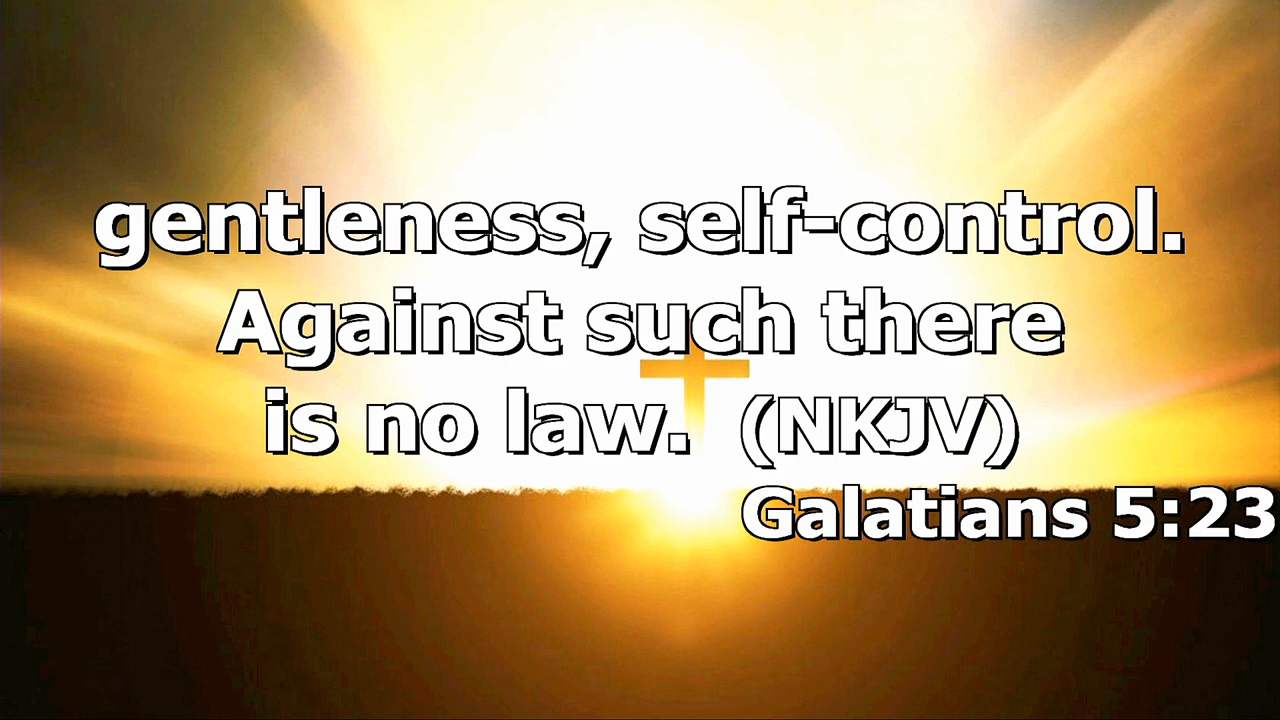 gentleness, self-control.
Against such there
is no law. (NKJV)
Galatians 5:23